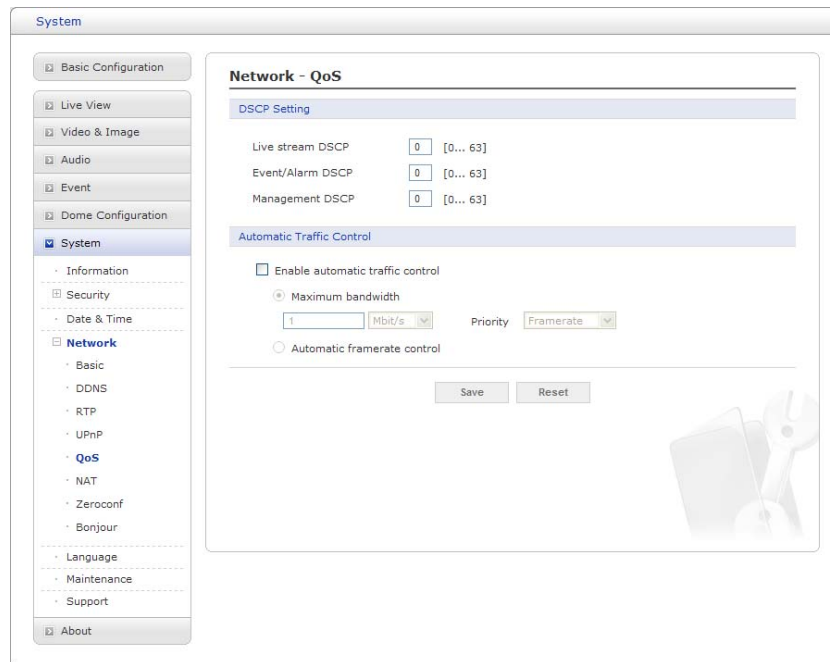 System
Basic Configuration
Live View
Video & Image
Audio
Event
Dome Configuration
System
Information
Security
Date & Time
Network
Basic
DDNS
RTP
UPnP
QoS
NAT
Zeroconf
Bonjour
Language
Maintenance
Support
About
Network - QoS
DSCP Setting
Live stream DSCP 0 [0... 63]
Event/Alarm DSCP 0 [0... 63]
Management DSCP 0 [0... 63]
Automatic Traffic Control
Enable automatic traffic control
Maximum bandwidth
1 Mbit/s Priority Framerate
Automatic framerate control
Save Reset